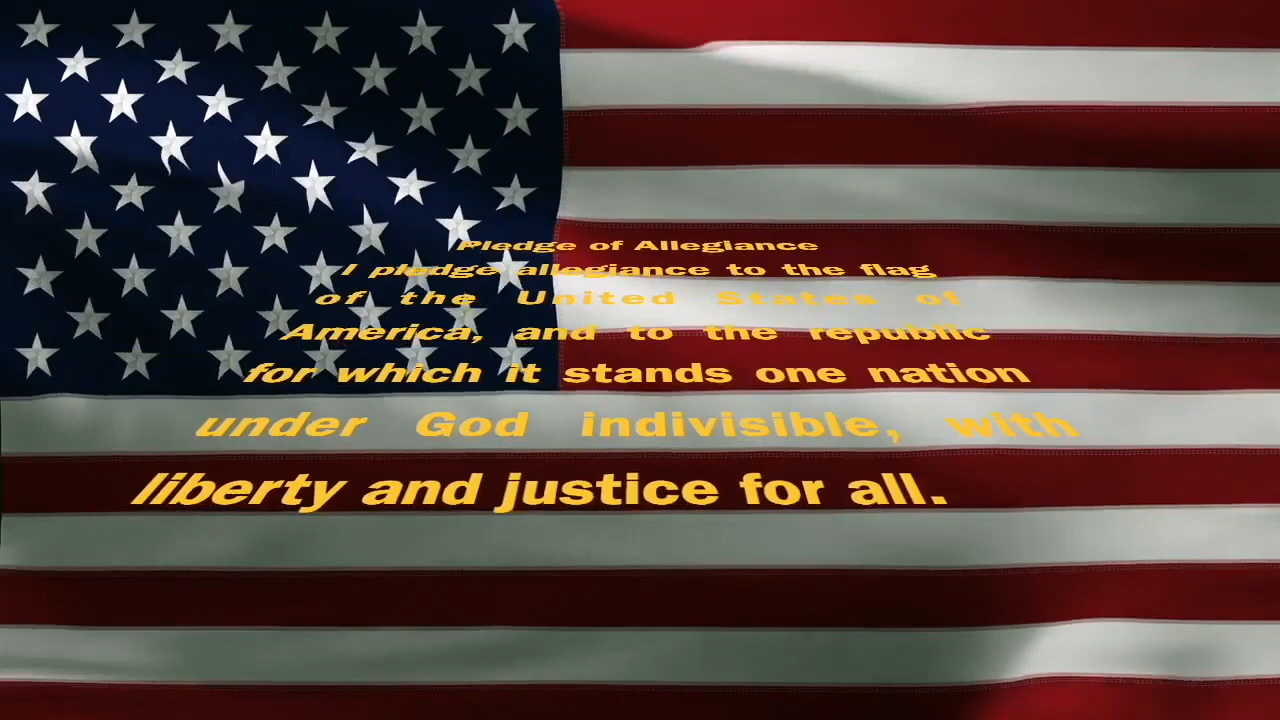 Pledge of Allegiance
I pledge allegiance to the flag
of the United States of
America, and to the republic
for which it stands one nation
under God indivisible, with
liberty and justice for all.